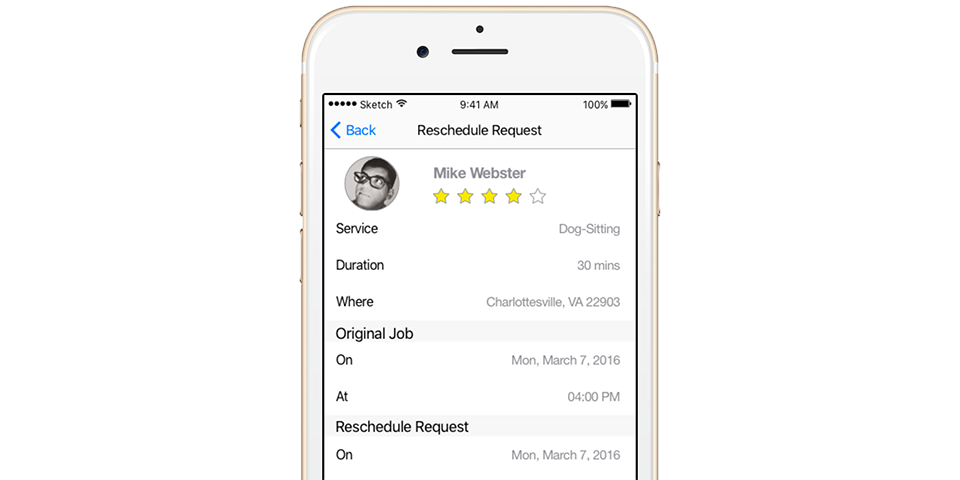 Sketch 9:41 AM 100%
Back Reschedule Request
Mike Webster
Service Dog-Sitting
Duration 30 mins
Where Charlottesville, VA 22903
Original Job
On Mon, March 7, 2016
At 04:00 PM
Reschedule Request
On Mon, March 7, 2016